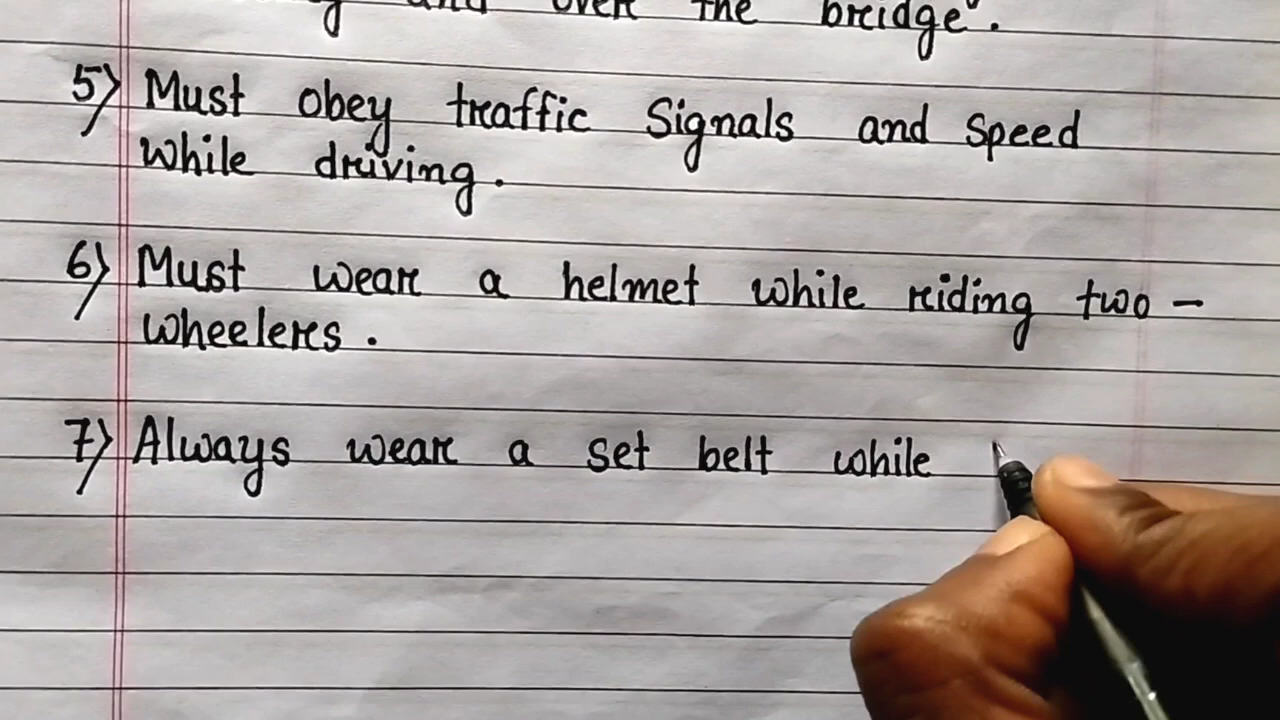 and over the bridge".
5) Must obey traffic Signals and speed
while driving.
6) Must wear a helmet while riding two-
wheelers.
7) Always wear a set belt while